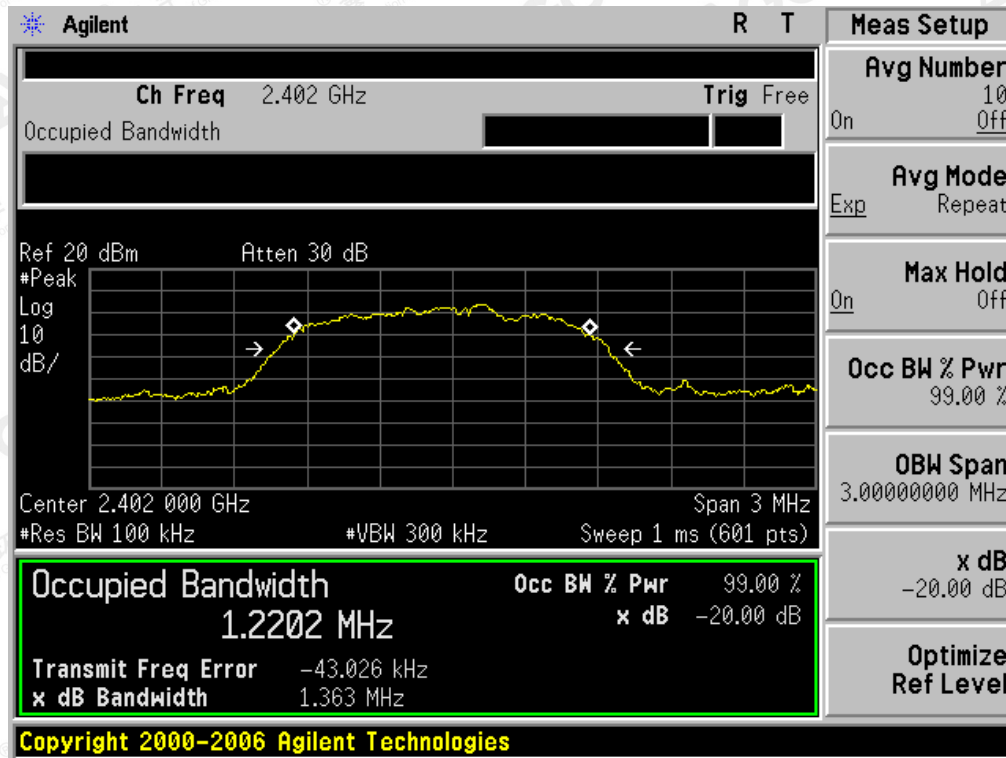 Agilent R T
Ch Freq 2.402 GHz Trig Free
Occupied Bandwidth
Ref 20 dBm Atten 30 dB
#Peak
Log
10
dB/
Center 2.402 000 GHz Span 3 MHz
#Res BW 100 kHz #VBW 300 kHz Sweep 1 ms (601 pts)
Occupied Bandwidth Occ BW % Pwr 99.00 %
1.2202 MHz x dB -20.00 dB
Transmit Freq Error -43.026 kHz
x dB Bandwidth 1.363 MHz
Copyright 2000-2006 Agilent Technologies
Meas Setup
Avg Number
10
On Off
Avg Mode
Exp Repeat
Max Hold
On Off
Occ BW % Pwr
99.00 %
OBW Span
3.00000000 MHz
x dB
-20.00 dB
Optimize
Ref Level